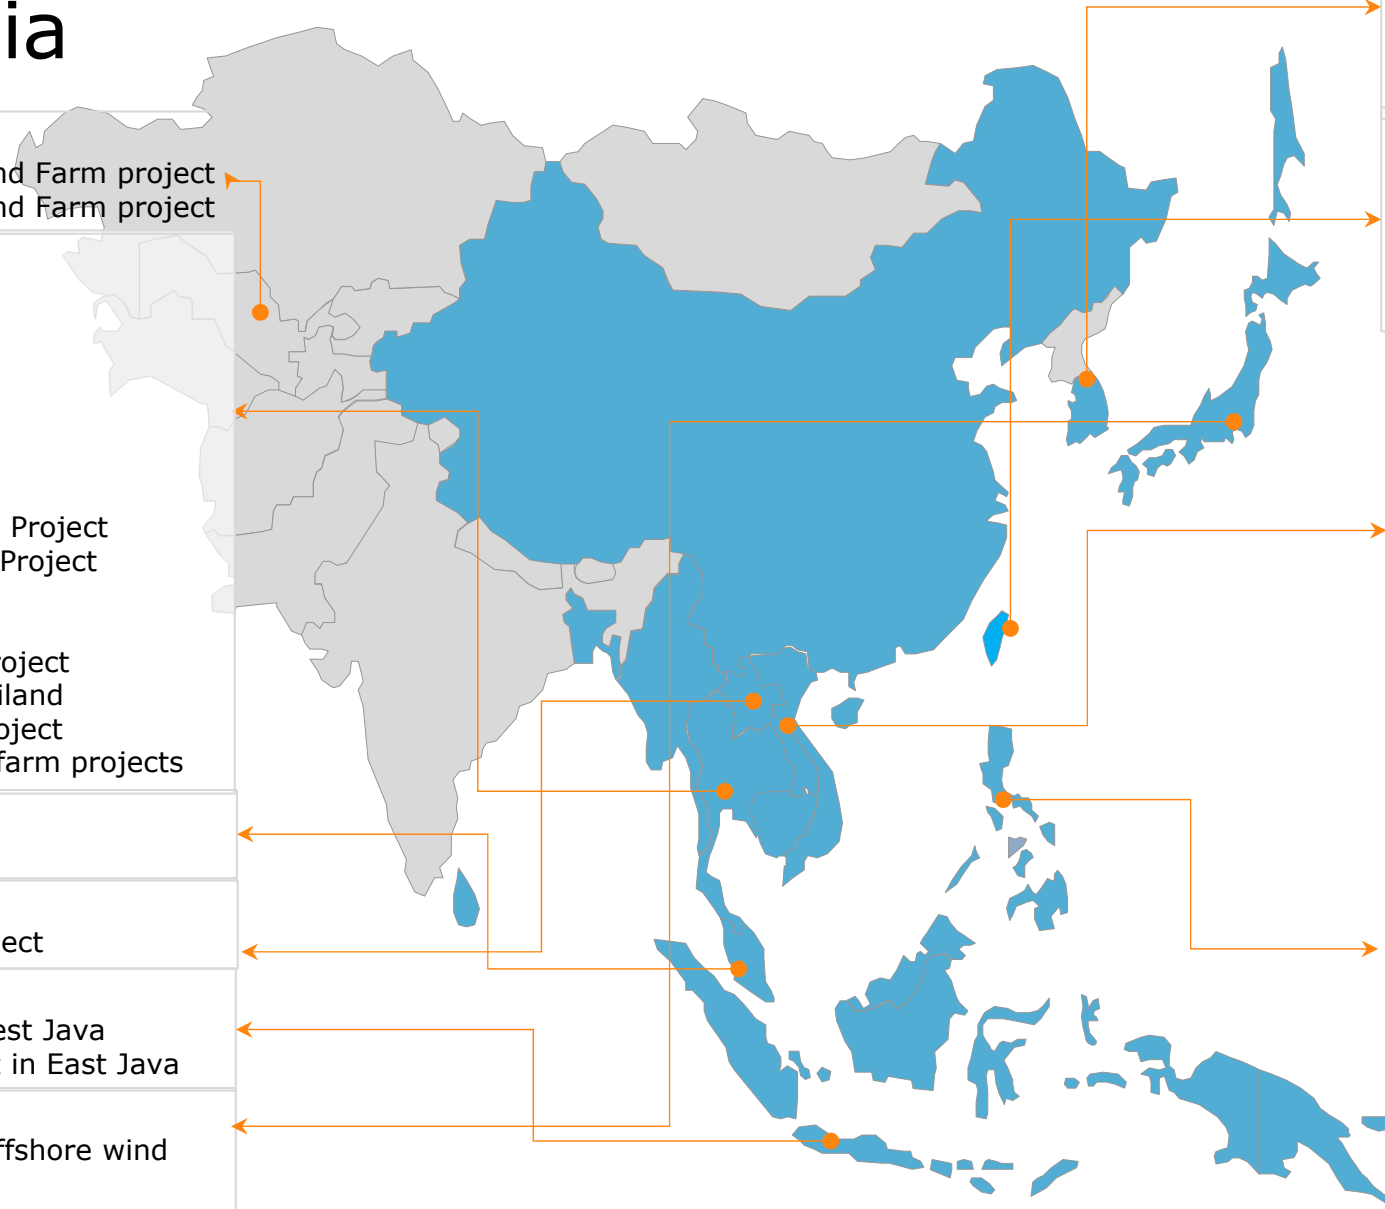 ia
nd Farm project
nd Farm project
Project
Project
roject
iland
oject
farm projects
ect
est Java
t in East Java
ffshore wind